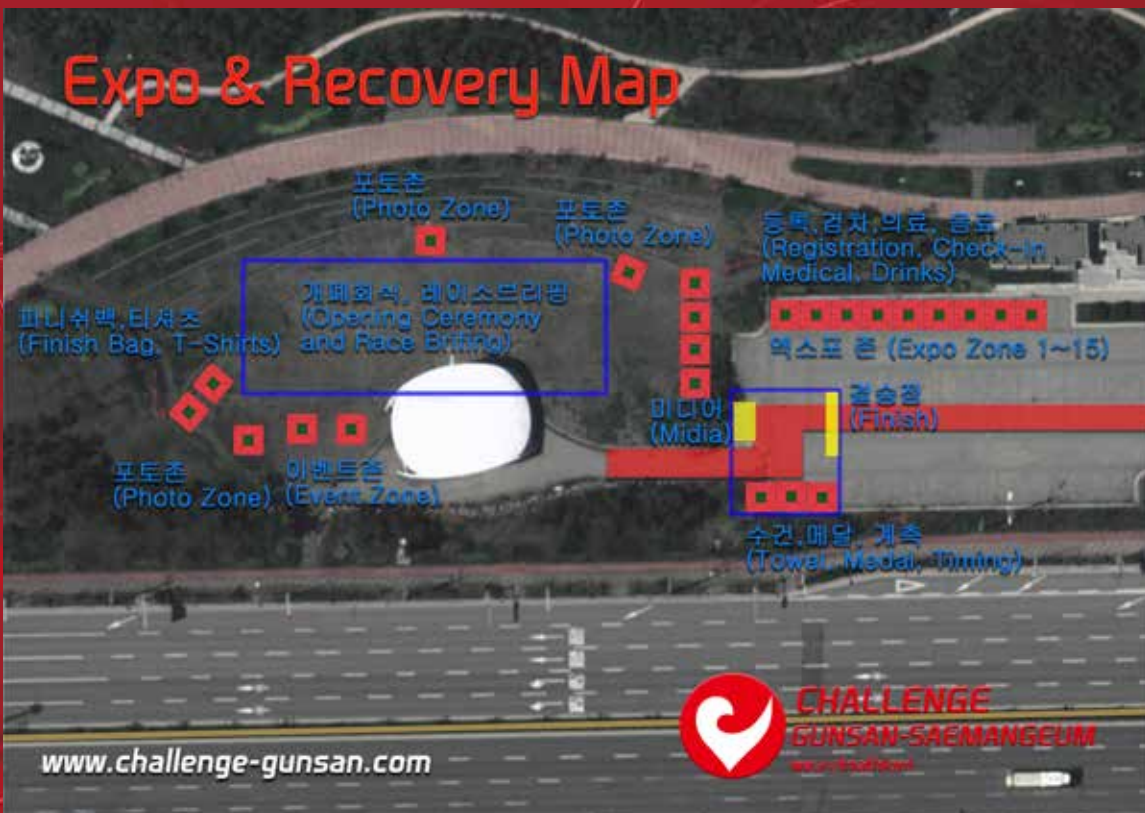 Expo & Recovery Map
포토존
(Photo Zone)
포토존
(Photo Zone)
등록,검차,의료, 음료
(Registration, Check-in
Medical, Drinks)
개폐회식, 레이스브리핑
(Opening Ceremony
and Race Brifing)
피니쉬백,티셔츠
(Finish Bag, T-Shirts)
엑스포 존 (Expo Zone 1~15)
미디어
(Midia)
결승점
(Finish)
포토존
(Photo Zone)
이벤트존
(Event Zone)
수건,메달, 계측
(Towel, Medal, Timing)
CHALLENGE
GUNSAN-SAEMANGEUM
www.challenge-gunsan.com